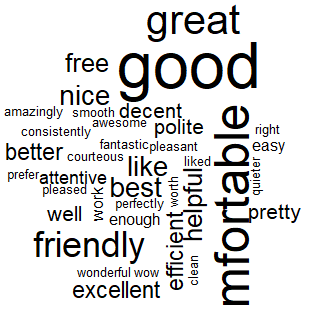 great
free
good
nice
amazingly
smooth
decent
awesome
polite
consistently
right
fantastic
pleasant
easy
better
courteous
like
liked
quieter
prefer
attentive
pleased
best
worth
helpful
mfortable
work
perfectly
well
enough
pretty
friendly
efficient
clean
wonderful
wow
excellent